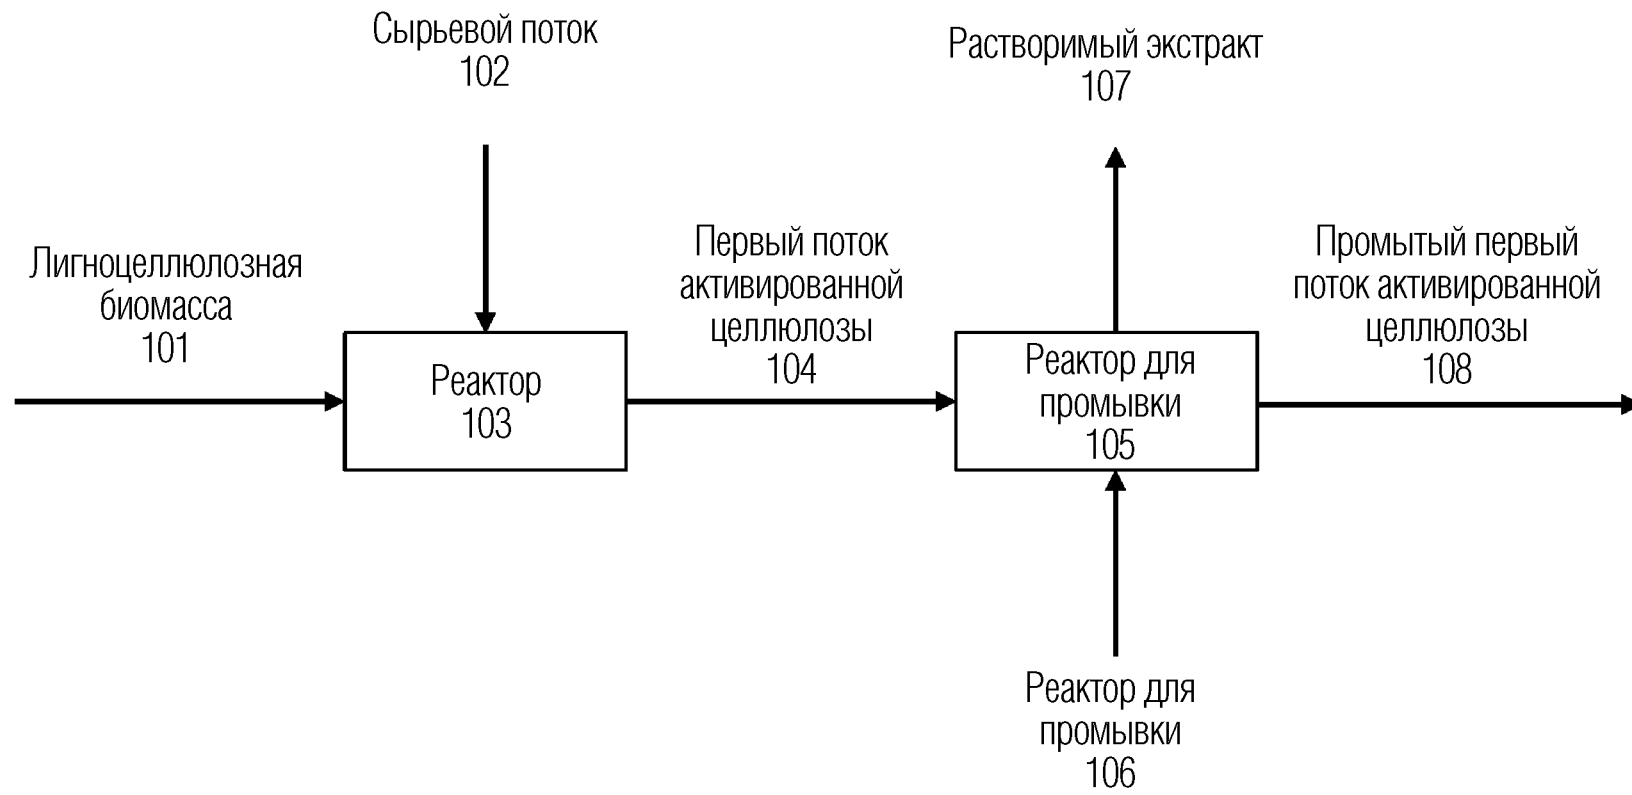 Сырьевой поток
102
Растворимый экстракт
107
Лигноцеллюлозная
биомасса
101
Первый поток
активированной
целлюлозы
104
Промытый первый
поток активированной
целлюлозы
108
Реактор
103
Реактор для
промывки
105
Реактор для
промывки
106